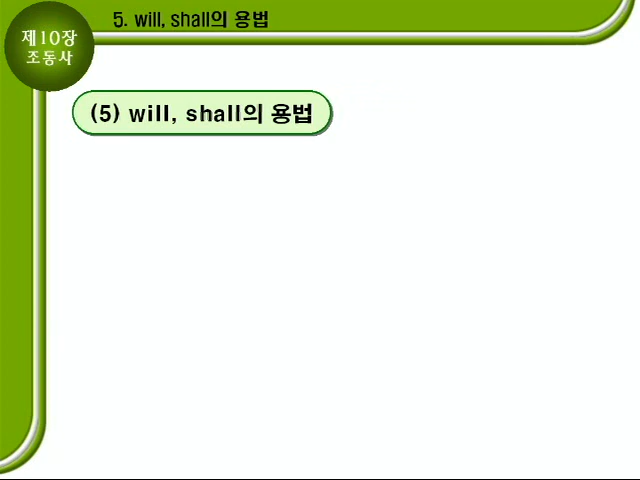 5. will, shall의 용법
제10장
조동사
(5) will, shall의 용법